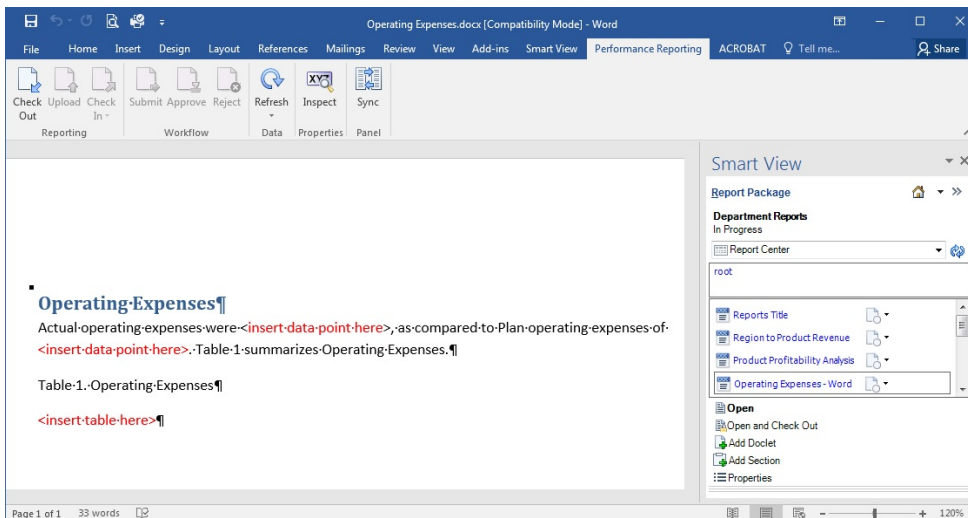 Operating Expenses.docx [Compatibility Mode] - Word
File Home Insert Design Layout References Mailings Review View Add-ins Smart View Performance Reporting ACROBAT Tell me... Share
Check Out Upload Check In Submit Approve Reject Refresh Inspect Sync
Reporting Workflow Data Properties Panel
Operating·Expenses¶
Actual·operating·expenses·were·<insert·data·point·here>,·as·compared·to·Plan·operating·expenses·of·
<insert·data·point·here>.·Table·1·summarizes·Operating·Expenses.¶
Table·1.·Operating·Expenses¶
<insert·table·here>¶
Smart View
Report Package
Department Reports
In Progress
Report Center
root
Reports Title
Region to Product Revenue
Product Profitability Analysis
Operating Expenses - Word
Open
Open and Check Out
Add Doclet
Add Section
Properties
Page 1 of 1 33 words 120%